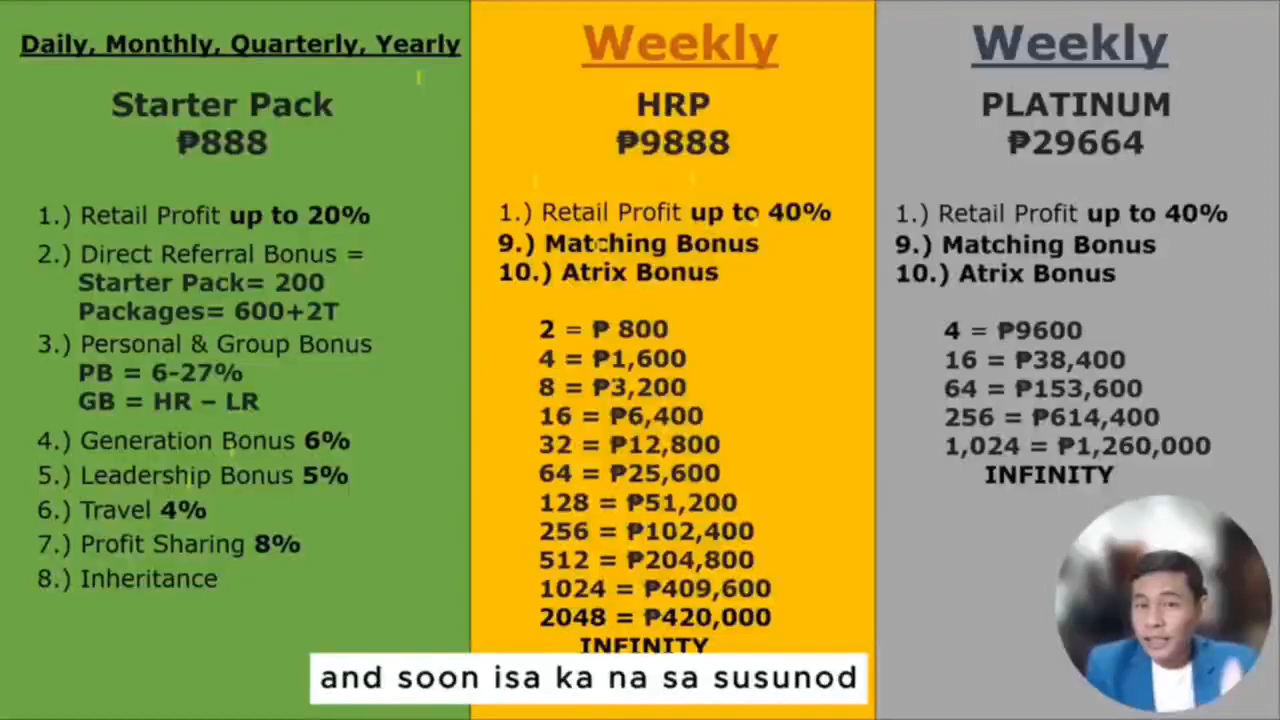 Daily, Monthly, Quarterly, Yearly
Starter Pack
₱888
1.) Retail Profit up to 20%
2.) Direct Referral Bonus =
Starter Pack= 200
Packages= 600+2T
3.) Personal & Group Bonus
PB = 6-27%
GB = HR – LR
4.) Generation Bonus 6%
5.) Leadership Bonus 5%
6.) Travel 4%
7.) Profit Sharing 8%
8.) Inheritance
Weekly
HRP
₱9888
1.) Retail Profit up to 40%
9.) Matching Bonus
10.) Atrix Bonus
2 = ₱ 800
4 = ₱1,600
8 = ₱3,200
16 = ₱6,400
32 = ₱12,800
64 = ₱25,600
128 = ₱51,200
256 = ₱102,400
512 = ₱204,800
1024 = ₱409,600
2048 = ₱420,000
INFINITY
Weekly
PLATINUM
₱29664
1.) Retail Profit up to 40%
9.) Matching Bonus
10.) Atrix Bonus
4 = ₱9600
16 = ₱38,400
64 = ₱153,600
256 = ₱614,400
1,024 = ₱1,260,000
INFINITY
and soon isa ka na sa susunod